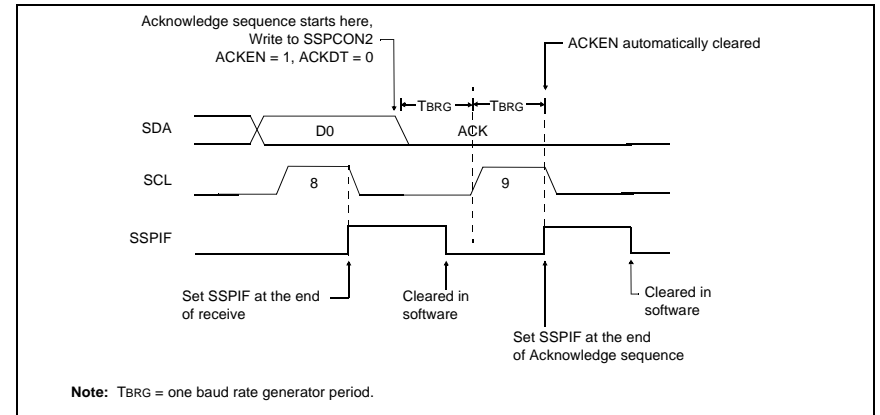 Acknowledge sequence starts here,
Write to SSPCON2
ACKEN = 1, ACKDT = 0
ACKEN automatically cleared
TBRG
TBRG
SDA
D0
ACK
SCL
8
9
SSPIF
Set SSPIF at the end
of receive
Cleared in
software
Cleared in
software
Set SSPIF at the end
of Acknowledge sequence
Note: TBRG = one baud rate generator period.